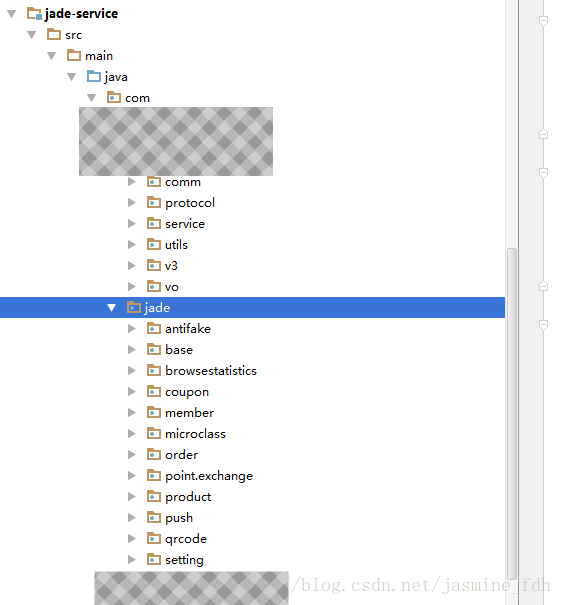 jade-service
src
main
java
com
comm
protocol
service
utils
v3
vo
jade
antifake
base
browsestatistics
coupon
member
microclass
order
point.exchange
product
push
qrcode
setting
/blog.csdn.net/jasmine_fdh